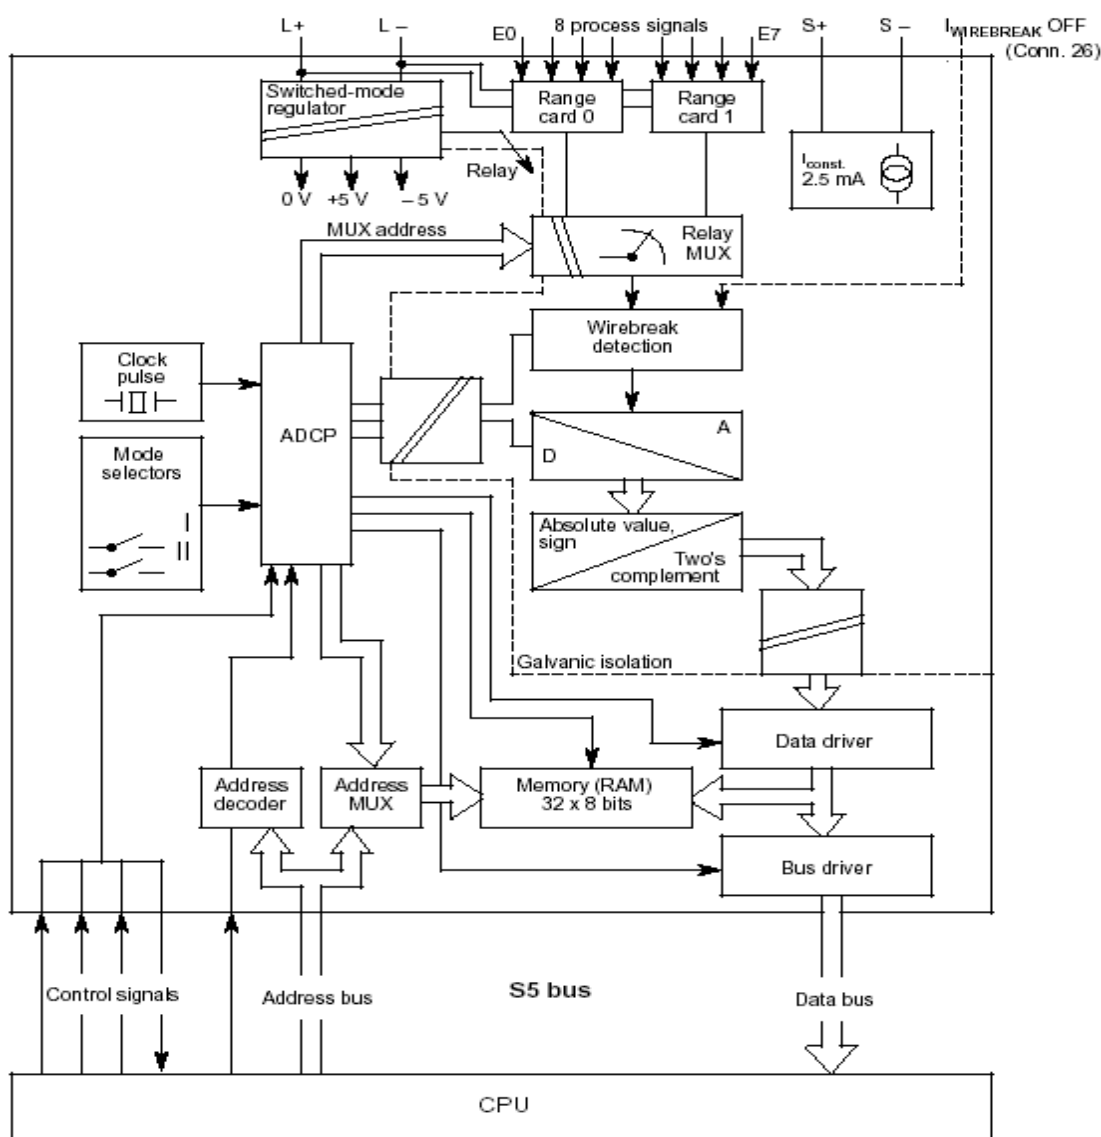 L+
L –
E0
8 process signals
E7
S+
S –
IWIREBREAK OFF
(Conn. 26)
Switched-mode
regulator
Range
card 0
Range
card 1
Iconst.
2.5 mA
Relay
0 V
+5 V
– 5 V
MUX address
Relay
MUX
Wirebreak
detection
Clock
pulse
ADCP
A
D
Mode
selectors
I
II
Absolute value,
sign
Two's
complement
Galvanic isolation
Data driver
Address
decoder
Address
MUX
Memory (RAM)
32 x 8 bits
Bus driver
Control signals
Address bus
S5 bus
Data bus
CPU